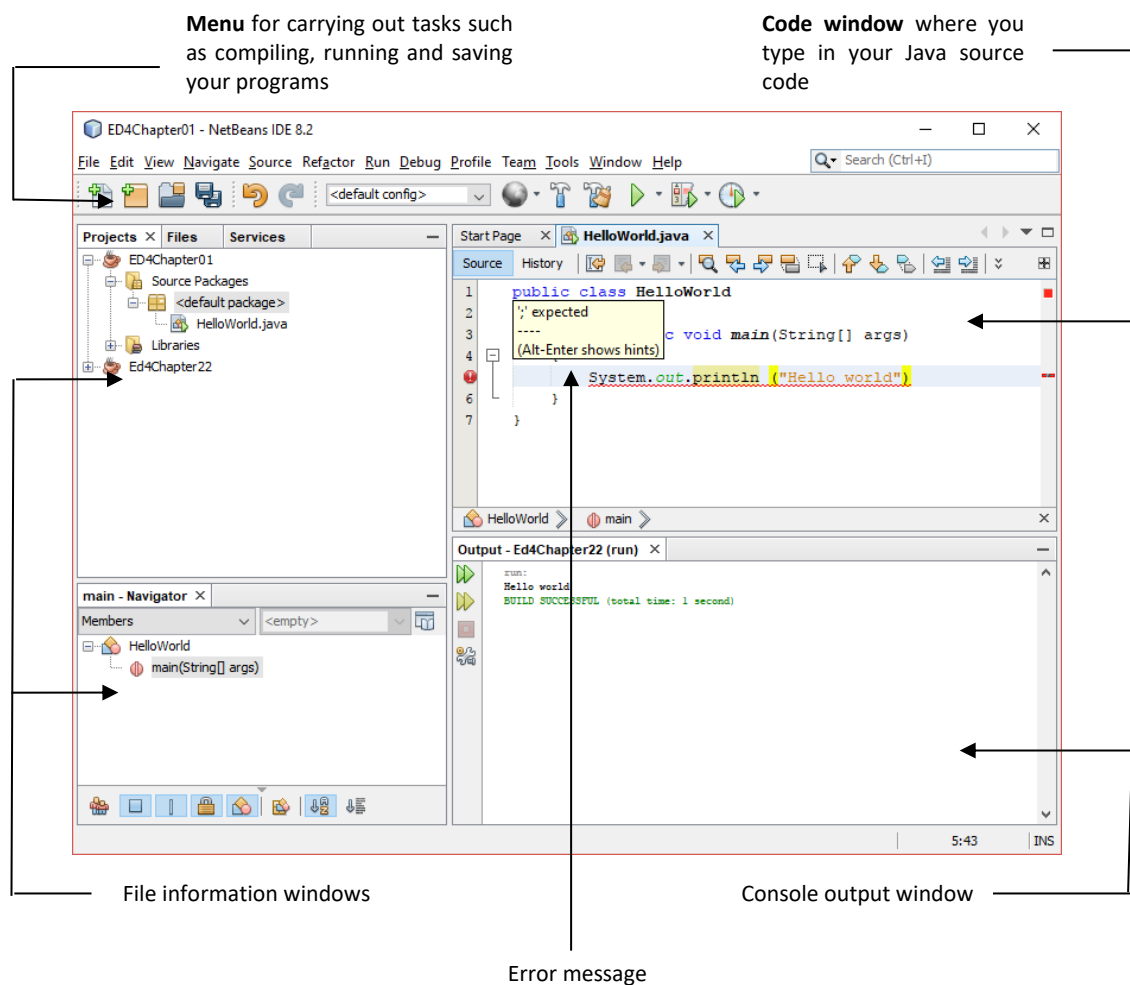 Menu for carrying out tasks such
as compiling, running and saving
your programs
Code window where you
type in your Java source
code
ED4Chapter01 - NetBeans IDE 8.2
File Edit View Navigate Source Refactor Run Debug Profile Team Tools Window Help
Search (Ctrl+I)
<default config>
Projects Files Services
ED4Chapter01
Source Packages
<default package>
HelloWorld.java
Libraries
Ed4Chapter22
Start Page HelloWorld.java
Source History
1 public class HelloWorld
2
';' expected
----
(Alt-Enter shows hints)
3 c void main(String[] args)
4
System.out.println ("Hello world")
6 }
7 }
HelloWorld main
main - Navigator
Members <empty>
HelloWorld
main(String[] args)
Output - Ed4Chapter22 (run)
run:
Hello world
BUILD SUCCESSFUL (total time: 1 second)
5:43 INS
File information windows
Console output window
Error message